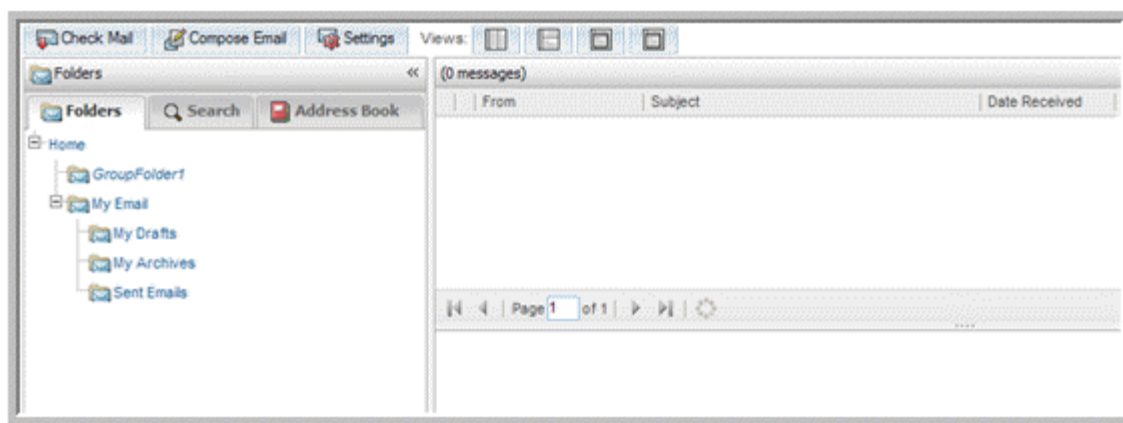 Check Mail Compose Email Settings Views:
Folders
(0 messages)
Folders Search Address Book
From Subject Date Received
Home
GroupFolder1
My Email
My Drafts
My Archives
Sent Emails
Page 1 of 1